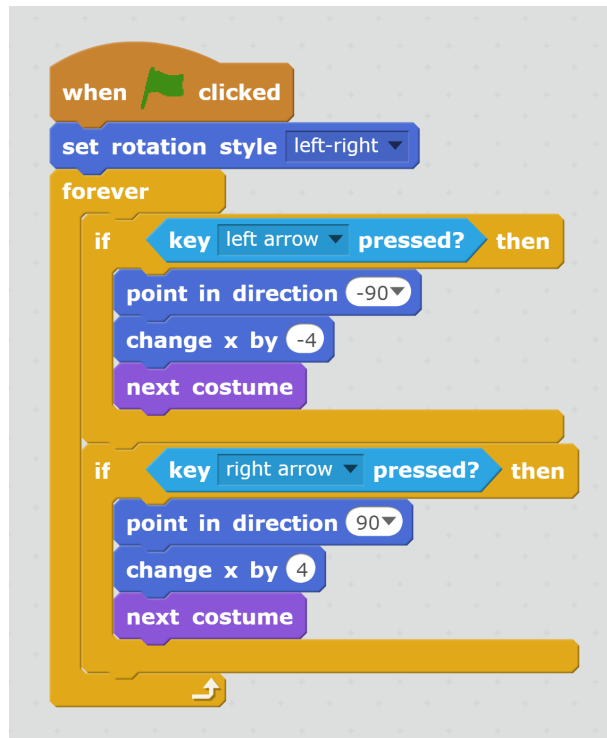 when clicked
set rotation style left-right
forever
if key left arrow pressed? then
point in direction -90
change x by -4
next costume
if key right arrow pressed? then
point in direction 90
change x by 4
next costume